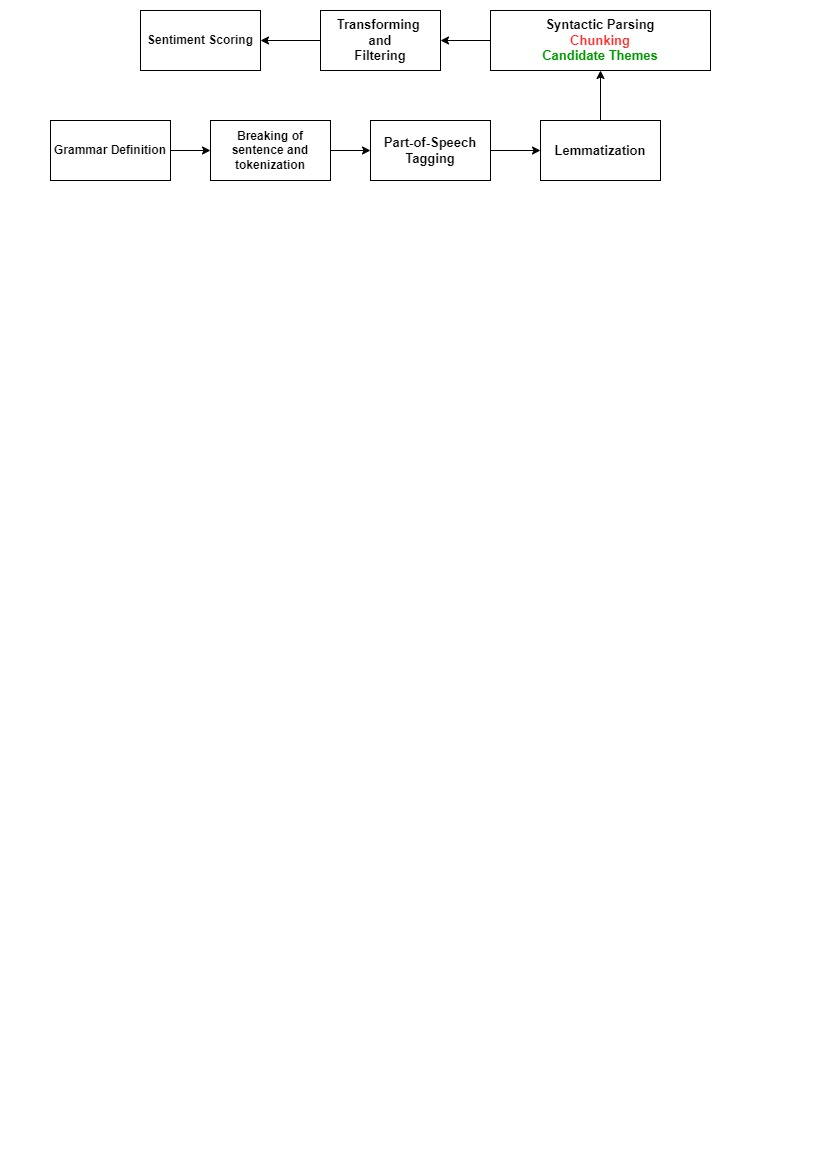 Sentiment Scoring
Transforming
and
Filtering
Syntactic Parsing
Chunking
Candidate Themes
Grammar Definition
Breaking of
sentence and
tokenization
Part-of-Speech
Tagging
Lemmatization